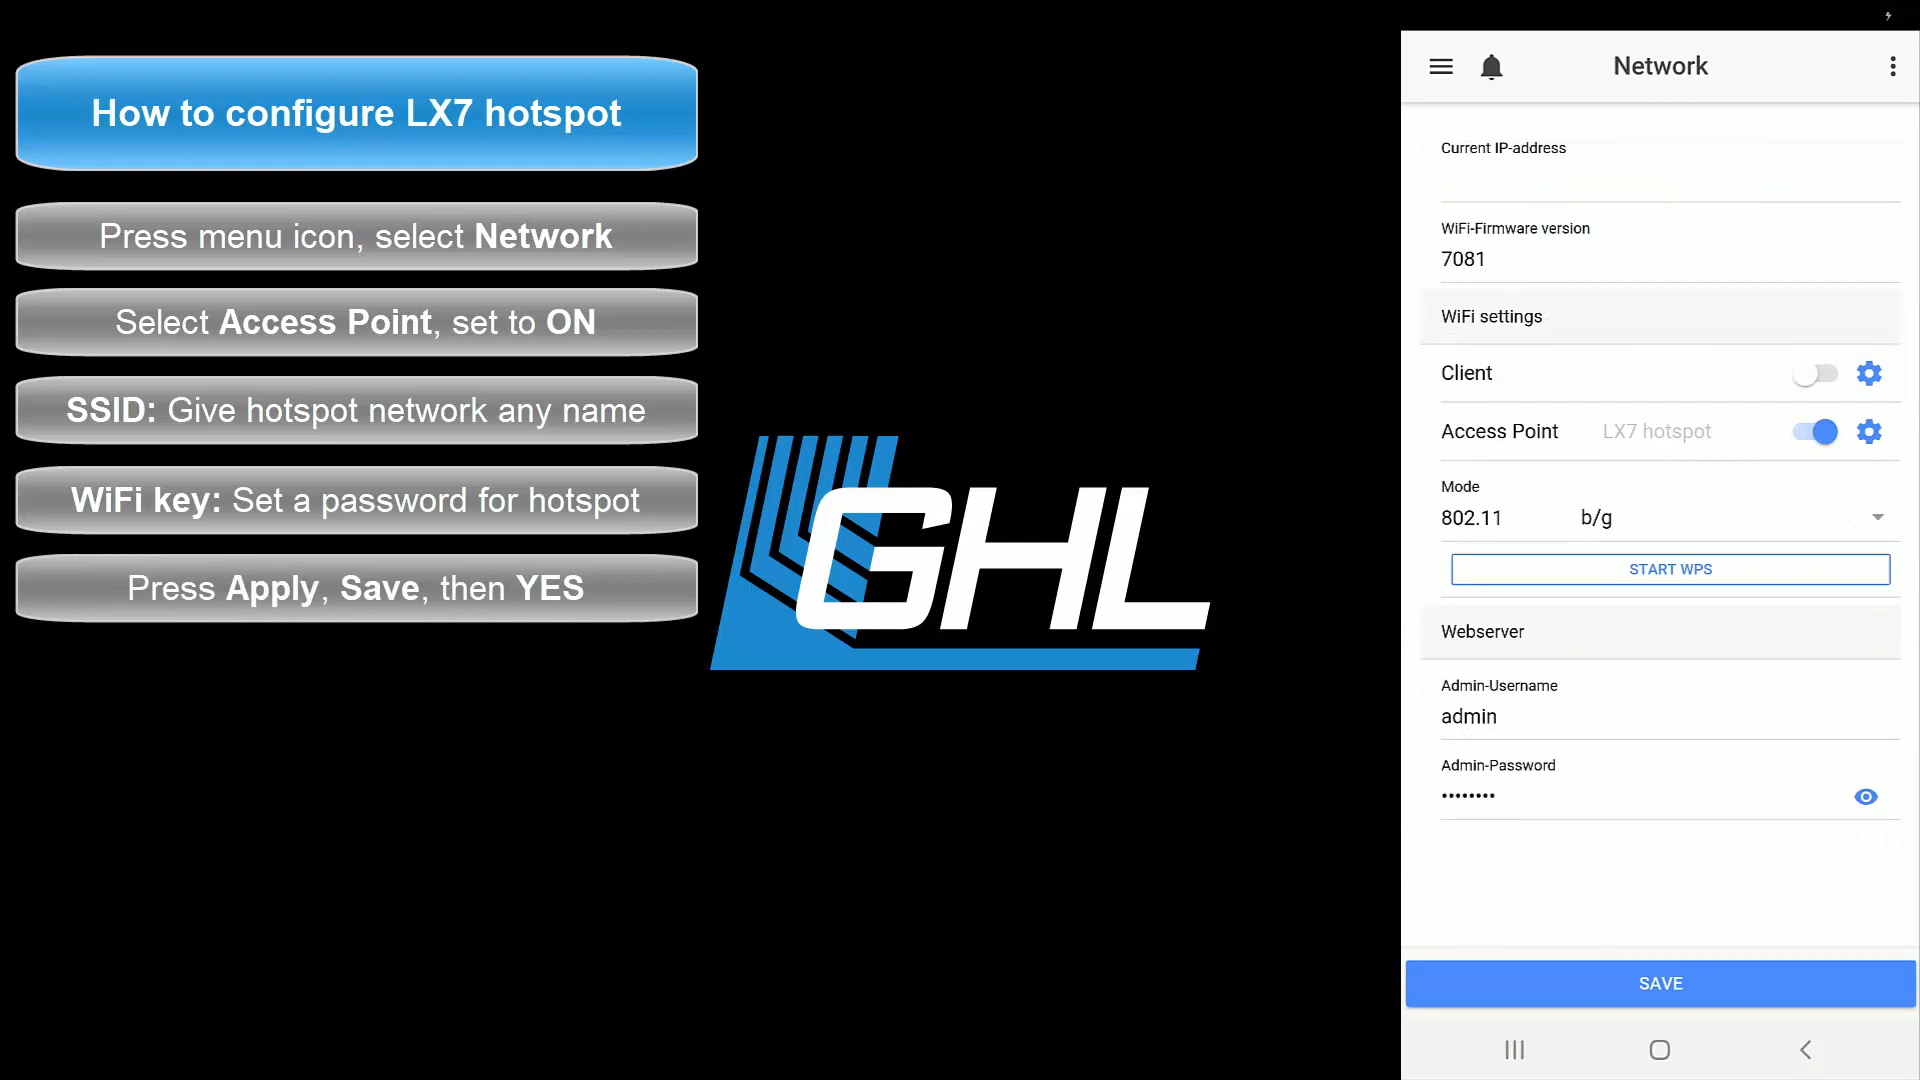 How to configure LX7 hotspot
Press menu icon, select Network
Select Access Point, set to ON
SSID: Give hotspot network any name
WiFi key: Set a password for hotspot
Press Apply, Save, then YES
GHL
Network
Current IP-address
WiFi-Firmware version
7081
WiFi settings
Client
Access Point LX7 hotspot
Mode
802.11 b/g
START WPS
Webserver
Admin-Username
admin
Admin-Password
••••••••
SAVE